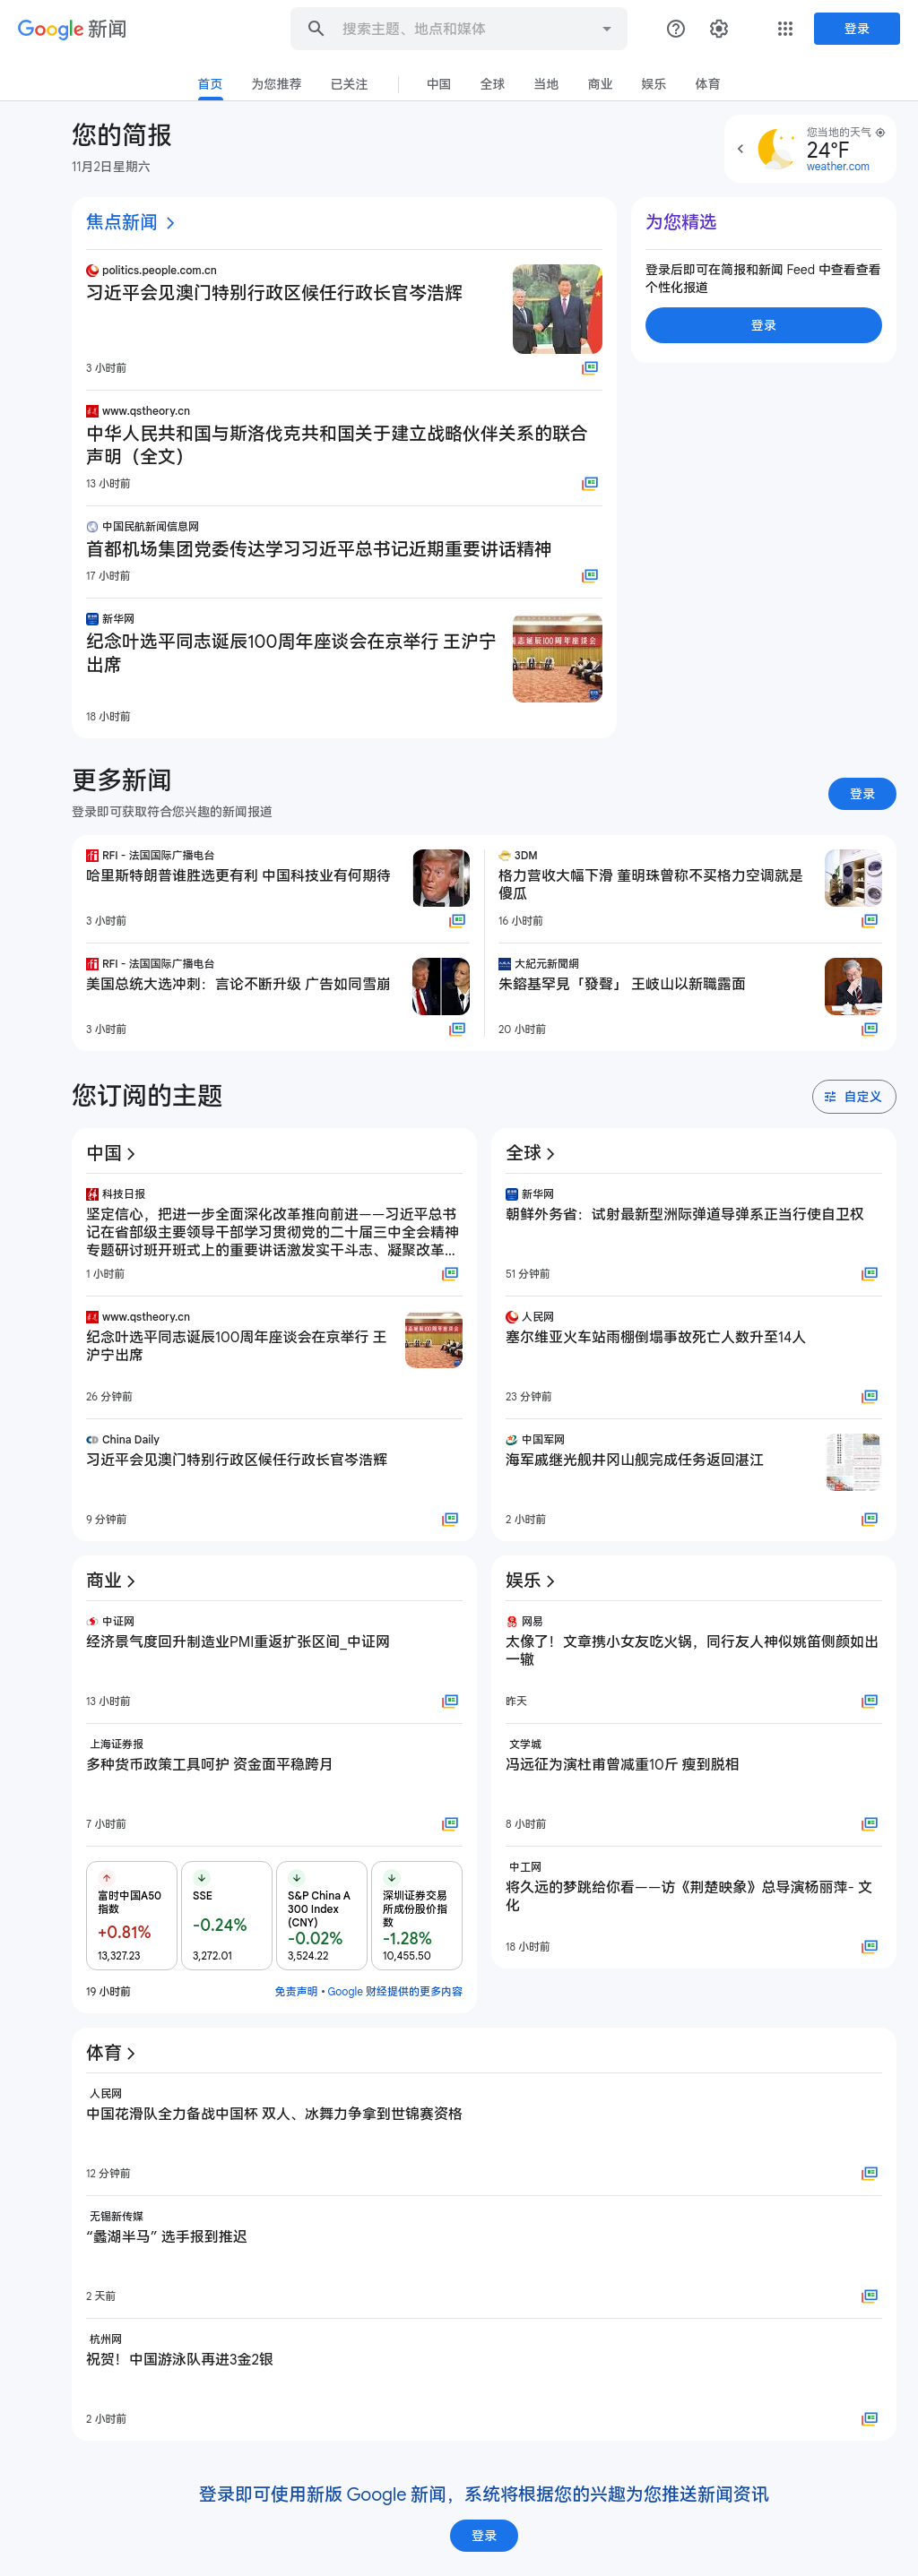 Google 新闻
搜索主题、地点和媒体
登录
首页 为您推荐 已关注 中国 全球 当地 商业 娱乐 体育
您的简报
11月2日星期六
您当地的天气
24°F
weather.com
焦点新闻
politics.people.com.cn
习近平会见澳门特别行政区候任行政长官岑浩辉
3 小时前
www.qstheory.cn
中华人民共和国与斯洛伐克共和国关于建立战略伙伴关系的联合
声明（全文）
13 小时前
中国民航新闻信息网
首都机场集团党委传达学习习近平总书记近期重要讲话精神
17 小时前
新华网
纪念叶选平同志诞辰100周年座谈会在京举行 王沪宁
出席
18 小时前
为您精选
登录后即可在简报和新闻 Feed 中查看查看
个性化报道
登录
更多新闻
登录即可获取符合您兴趣的新闻报道
登录
RFI - 法国国际广播电台
哈里斯特朗普谁胜选更有利 中国科技业有何期待
3 小时前
RFI - 法国国际广播电台
美国总统大选冲刺：言论不断升级 广告如同雪崩
3 小时前
3DM
格力营收大幅下滑 董明珠曾称不买格力空调就是
傻瓜
16 小时前
大紀元新聞網
朱鎔基罕見「發聲」 王岐山以新職露面
20 小时前
您订阅的主题
自定义
中国
科技日报
坚定信心，把进一步全面深化改革推向前进——习近平总书
记在省部级主要领导干部学习贯彻党的二十届三中全会精神
专题研讨班开班式上的重要讲话激发实干斗志、凝聚改革...
1 小时前
www.qstheory.cn
纪念叶选平同志诞辰100周年座谈会在京举行 王
沪宁出席
26 分钟前
China Daily
习近平会见澳门特别行政区候任行政长官岑浩辉
9 分钟前
全球
新华网
朝鲜外务省：试射最新型洲际弹道导弹系正当行使自卫权
51 分钟前
人民网
塞尔维亚火车站雨棚倒塌事故死亡人数升至14人
23 分钟前
中国军网
海军戚继光舰井冈山舰完成任务返回湛江
2 小时前
商业
中证网
经济景气度回升制造业PMI重返扩张区间_中证网
13 小时前
上海证券报
多种货币政策工具呵护 资金面平稳跨月
7 小时前
富时中国A50
指数
+0.81%
13,327.23
SSE
-0.24%
3,272.01
S&P China A
300 Index
(CNY)
-0.02%
3,524.22
深圳证券交易
所成份股价指
数
-1.28%
10,455.50
19 小时前
免责声明 • Google 财经提供的更多内容
娱乐
网易
太像了！文章携小女友吃火锅，同行友人神似姚笛侧颜如出
一辙
昨天
文学城
冯远征为演杜甫曾减重10斤 瘦到脱相
8 小时前
中工网
将久远的梦跳给你看——访《荆楚映象》总导演杨丽萍- 文
化
18 小时前
体育
人民网
中国花滑队全力备战中国杯 双人、冰舞力争拿到世锦赛资格
12 分钟前
无锡新传媒
“蠡湖半马” 选手报到推迟
2 天前
杭州网
祝贺！中国游泳队再进3金2银
2 小时前
登录即可使用新版 Google 新闻，系统将根据您的兴趣为您推送新闻资讯
登录